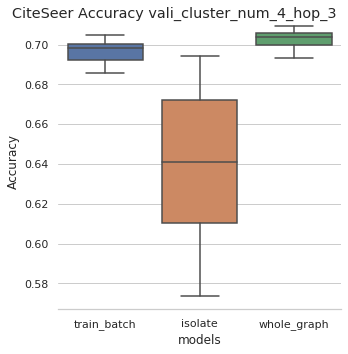 CiteSeer Accuracy vali_cluster_num_4_hop_3
0.70
0.68
0.66
0.64
0.62
0.60
0.58
Accuracy
train_batch
isolate
whole_graph
models